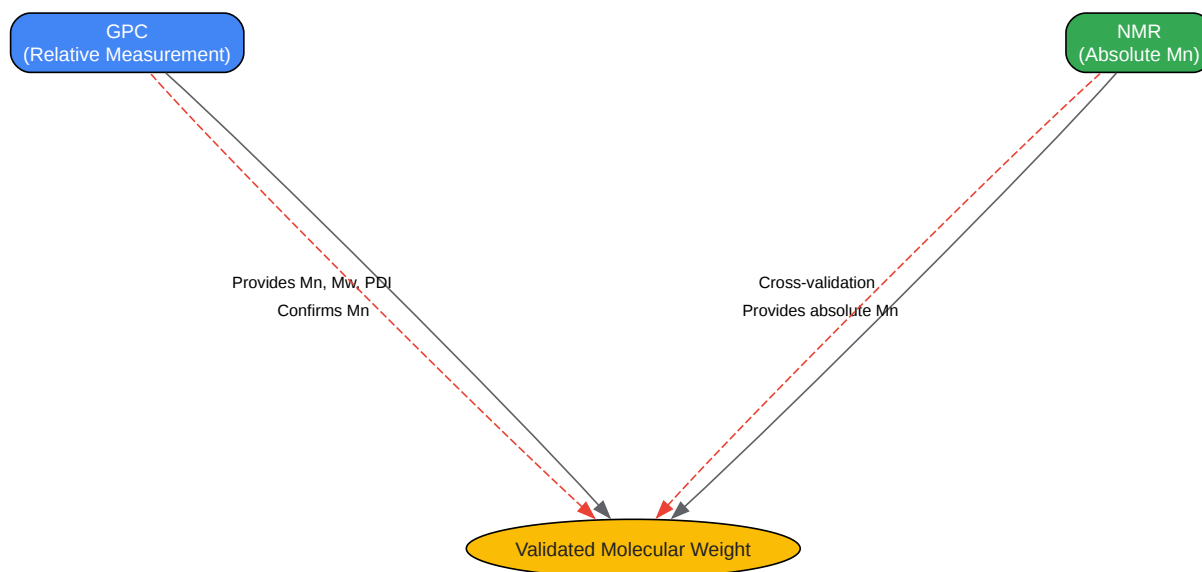 GPC
(Relative Measurement)
NMR
(Absolute Mn)
Provides Mn, Mw, PDI
Confirms Mn
Cross-validation
Provides absolute Mn
Validated Molecular Weight